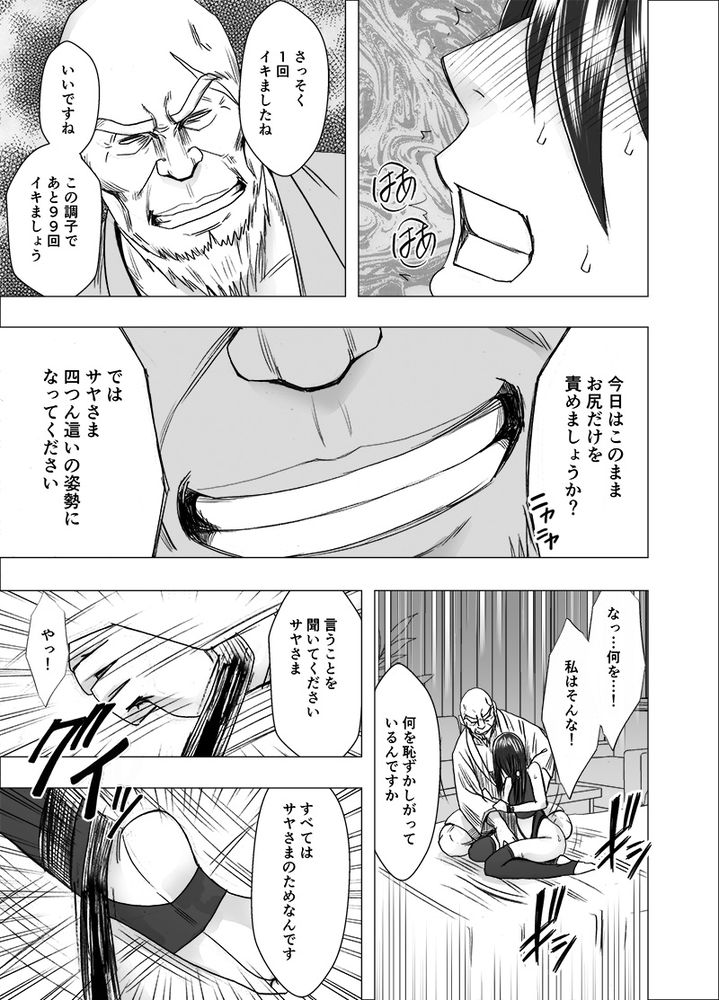 はあ
はあ
さっそく
1回
イキましたね
いいですね
この調子で
あと99回
イキましょう
今日はこのまま
お尻だけを
責めましょうか?
ニヤ
ニヤ
では
サヤさま
四つん這いの姿勢に
なってください
なっ…何を…!
私はそんな!
何を恥ずかしがって
いるんですか
言うことを
聞いてください
サヤさま
やっ!
グイッ
すべては
サヤさまのためなんです